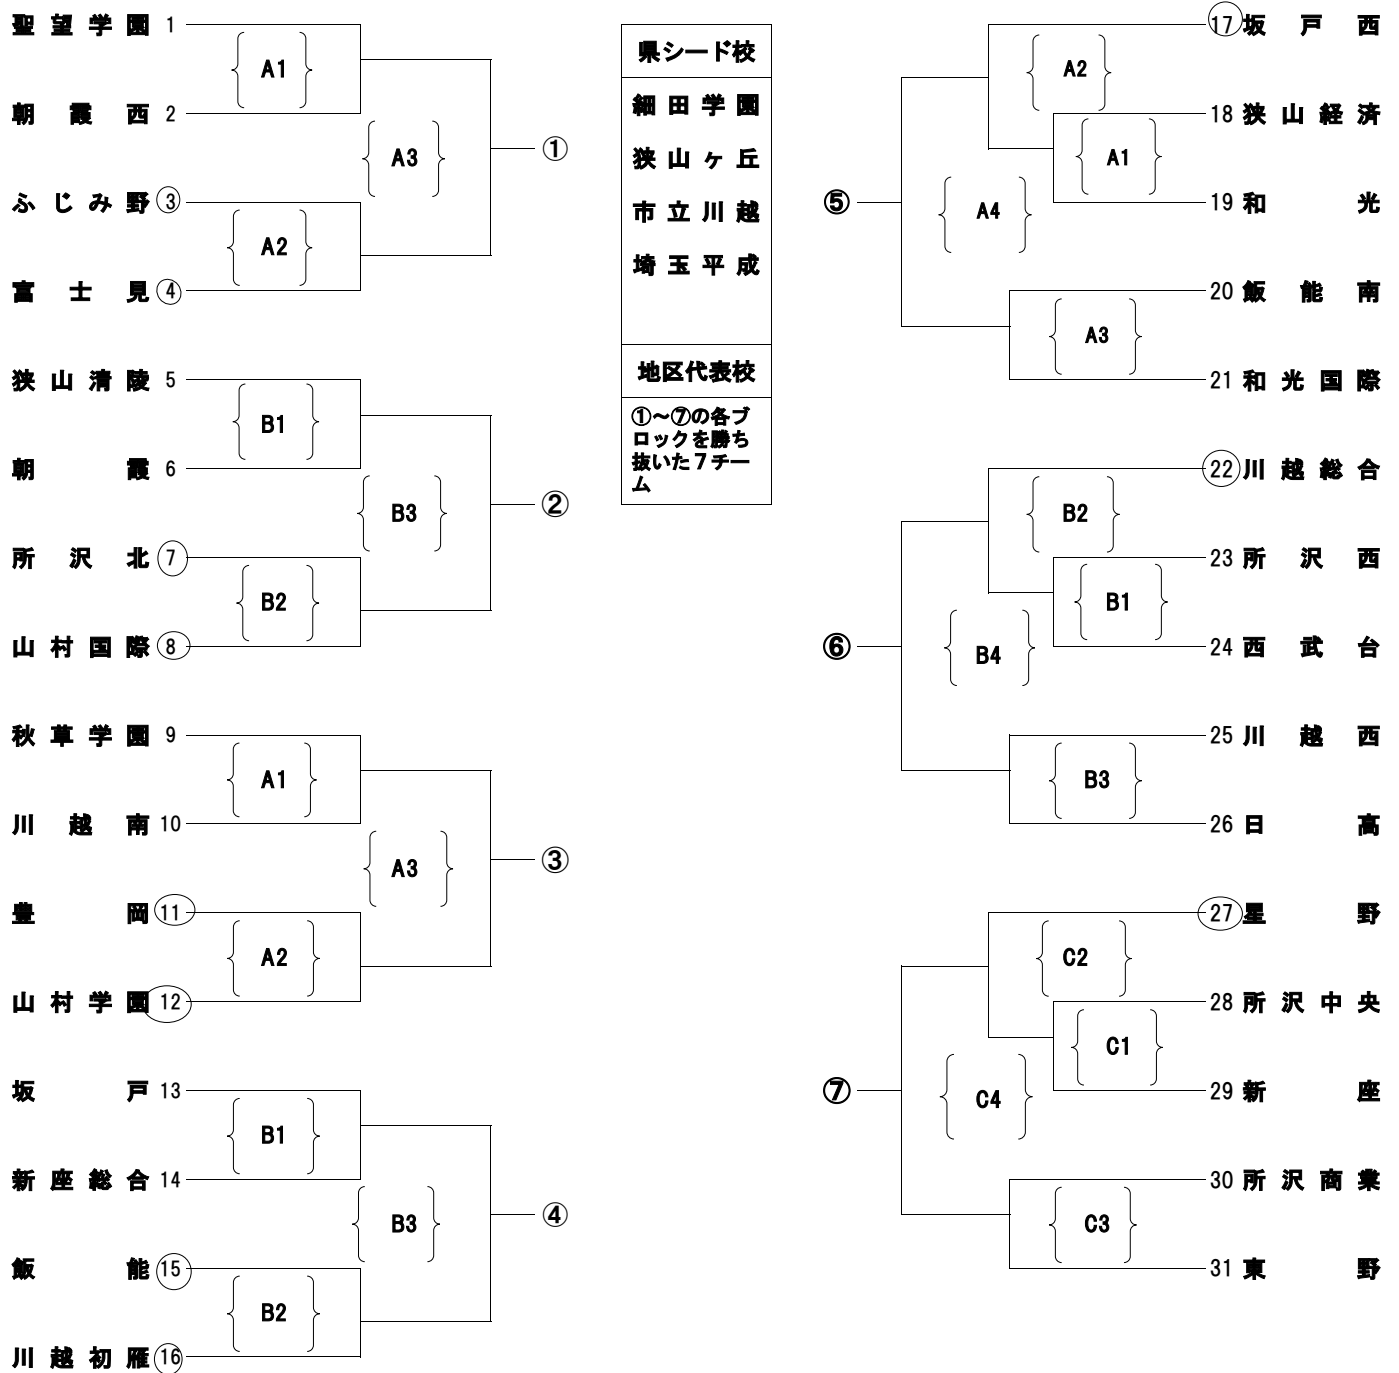 聖望学園 1
A1
朝霞西 2
A3
①
ふじみ野 3
A2
富士見 4
狭山清陵 5
B1
朝霞 6
B3
②
所沢北 7
B2
山村国際 8
秋草学園 9
A1
川越南 10
A3
③
豊岡 11
A2
山村学園 12
坂戸 13
B1
新座総合 14
B3
④
飯能 15
B2
川越初雁 16
県シード校
細田学園
狭山ヶ丘
市立川越
埼玉平成
地区代表校
①～⑦の各ブ
ロックを勝ち
抜いた7チー
ム
17 坂戸西
A2
18 狭山経済
A1
19 和光
⑤
A4
20 飯能南
A3
21 和光国際
22 川越総合
B2
23 所沢西
B1
24 西武台
⑥
B4
25 川越西
B3
26 日高
27 星野
C2
28 所沢中央
C1
29 新座
⑦
C4
30 所沢商業
C3
31 東野